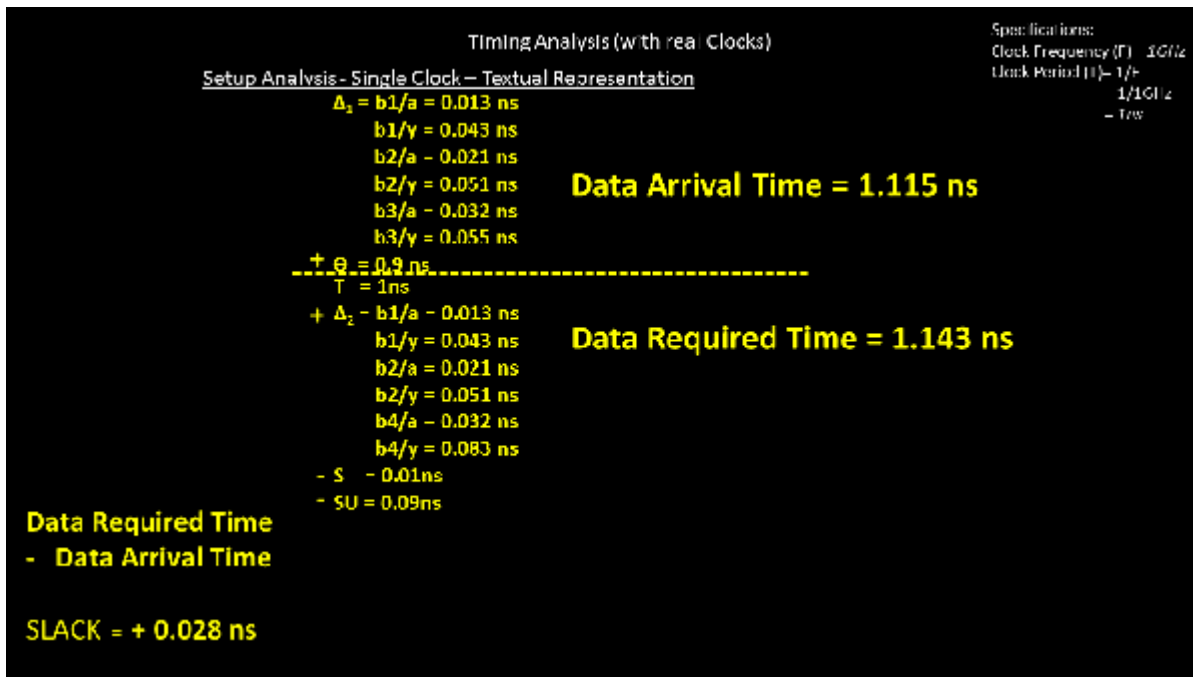 Timing Analysis (with real Clocks)
Specifications:
Clock Frequency (F) 1GHz
Clock Period (T)= 1/F
1/1GHz
Setup Analysis - Single Clock – Textual Representation
Δ₁ = b1/a = 0.013 ns
b1/y = 0.043 ns
b2/a = 0.021 ns
b2/y = 0.051 ns
b3/a = 0.032 ns
b3/y = 0.055 ns
Data Arrival Time = 1.115 ns
+ Θ = 0.9 ns
T = 1ns
+ Δ₂ = b1/a = 0.013 ns
b1/y = 0.043 ns
b2/a = 0.021 ns
b2/y = 0.051 ns
b4/a = 0.032 ns
b4/y = 0.083 ns
Data Required Time = 1.143 ns
- S = 0.01ns
- SU = 0.09ns
Data Required Time
- Data Arrival Time
SLACK = + 0.028 ns